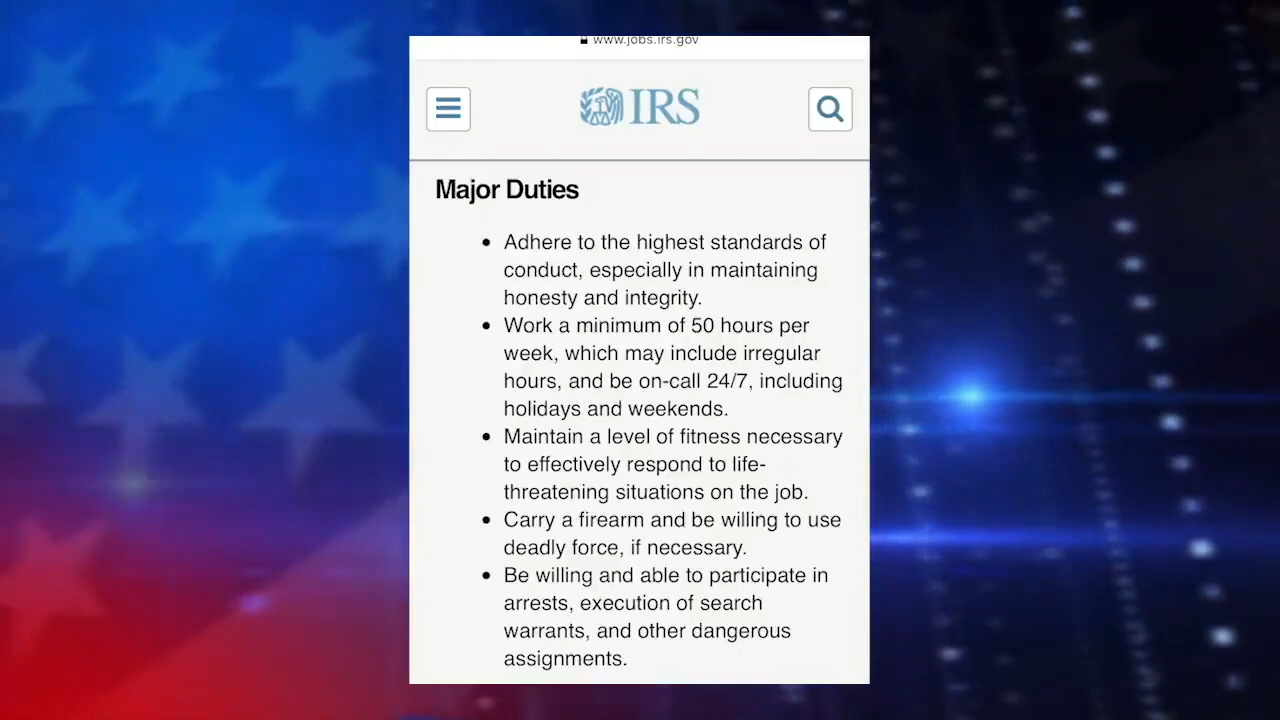 www.jobs.irs.gov
IRS
Major Duties
• Adhere to the highest standards of
conduct, especially in maintaining
honesty and integrity.
• Work a minimum of 50 hours per
week, which may include irregular
hours, and be on-call 24/7, including
holidays and weekends.
• Maintain a level of fitness necessary
to effectively respond to life-
threatening situations on the job.
• Carry a firearm and be willing to use
deadly force, if necessary.
• Be willing and able to participate in
arrests, execution of search
warrants, and other dangerous
assignments.